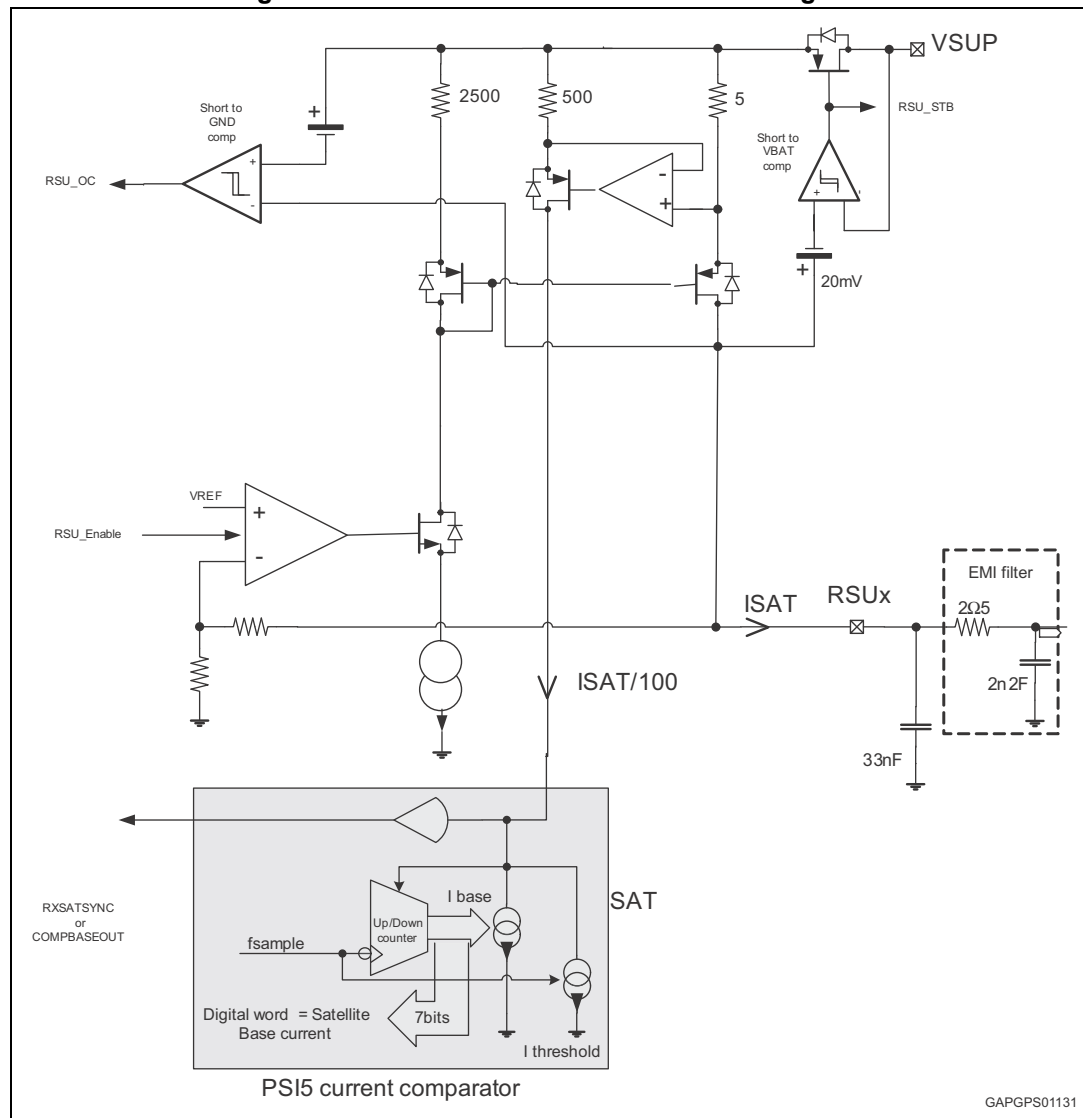 VSUP
2500
500
5
Short to
GND
comp
+
RSU_STB
Short to
VBAT
comp
RSU_OC
+
-
-
+
+
-
+
20mV
VREF
RSU_Enable
+
-
EMI filter
ISAT
RSUx
2Ω5
ISAT/100
2n2F
33nF
RXSATSYNC
or
COMPBASEOUT
I base
SAT
Up/Down
counter
fsample
Digital word = Satellite
Base current
7bits
I threshold
PSI5 current comparator
GAPGPS01131